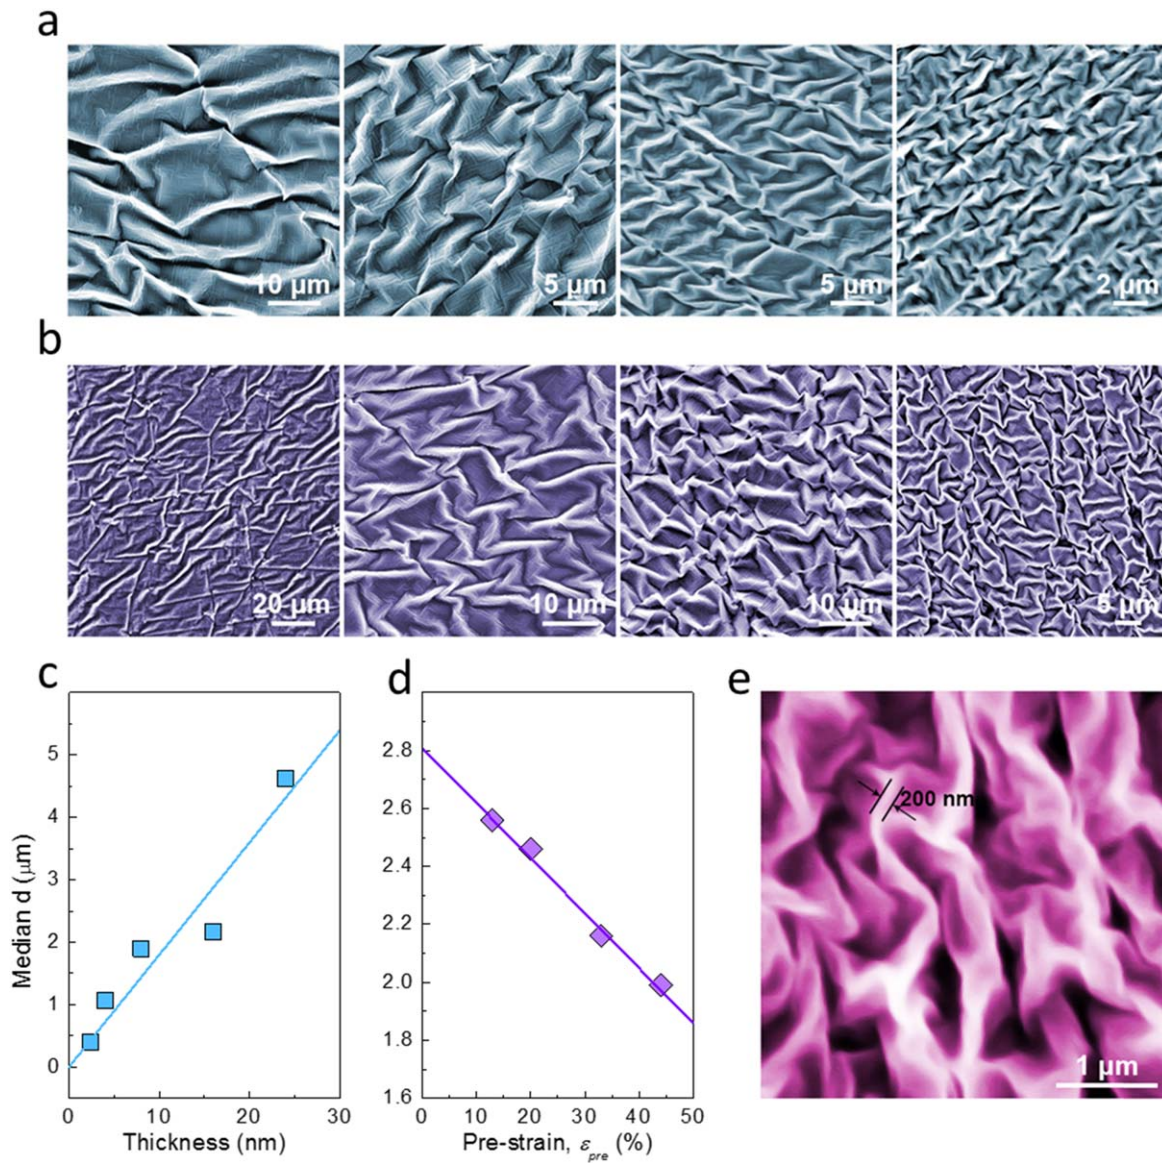 a
10 μm
5 μm
5 μm
2 μm
b
20 μm
10 μm
10 μm
5 μm
c
d
e
Median d (μm)
5
4
3
2
1
0
0
10
20
30
Thickness (nm)
2.8
2.6
2.4
2.2
2.0
1.8
1.6
0
10
20
30
40
50
Pre-strain, εpre (%)
200 nm
1 μm